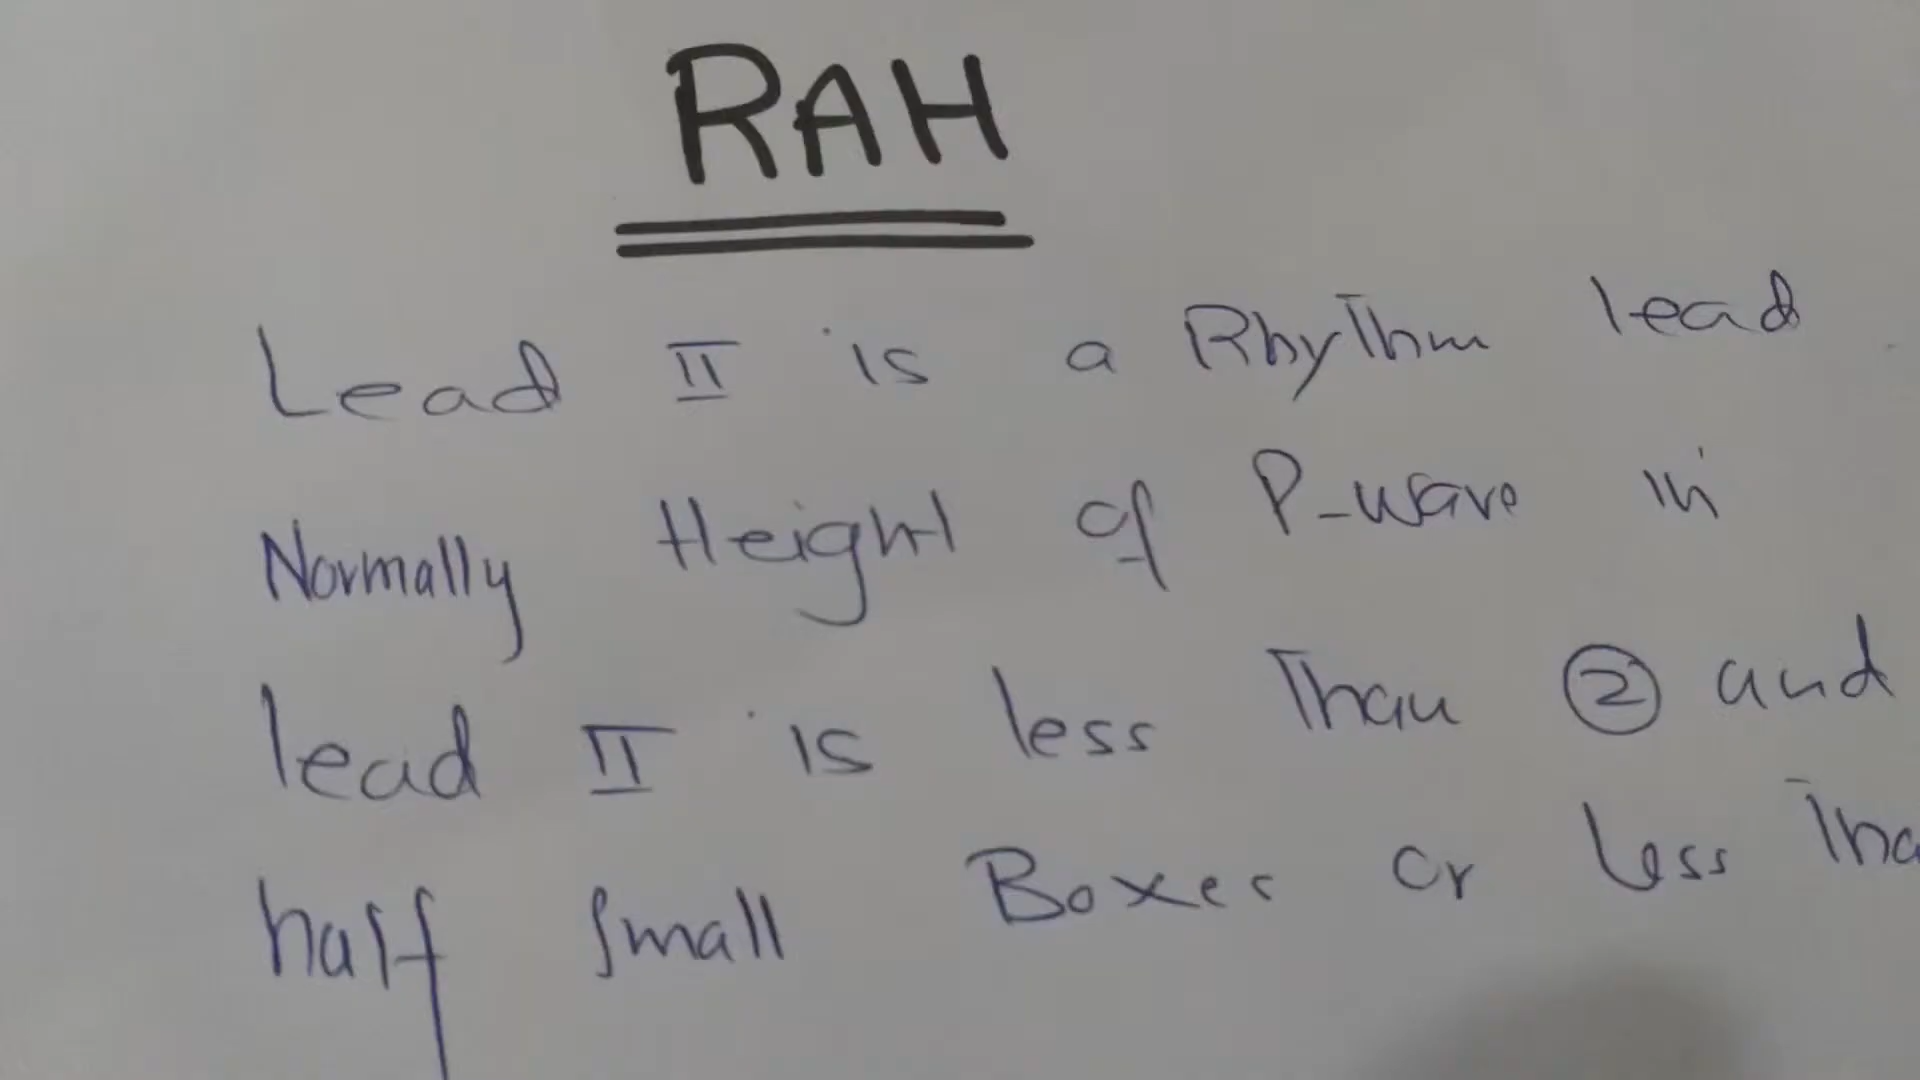 RAH
Lead II is a Rhythm lead
Normally Height of P-wave in
lead II is less Than 2 and
half small Boxes or less Tha